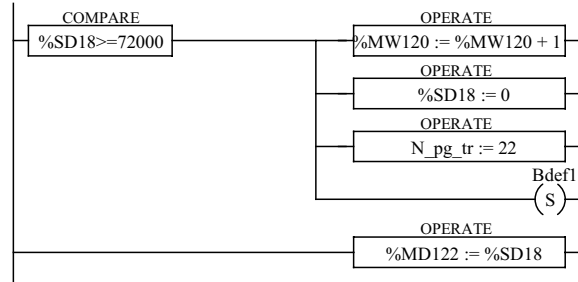 COMPARE
%SD18>=72000
OPERATE
%MW120 := %MW120 + 1
OPERATE
%SD18 := 0
OPERATE
N_pg_tr := 22
Bdef1
S
OPERATE
%MD122 := %SD18